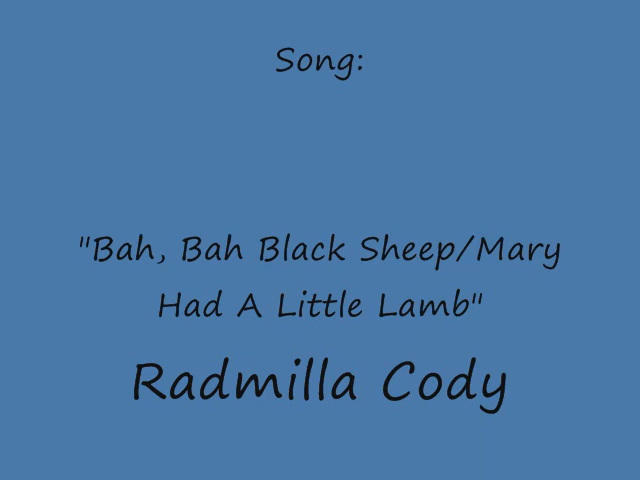 Song:
"Bah, Bah Black Sheep/Mary
Had A Little Lamb"
Radmilla Cody